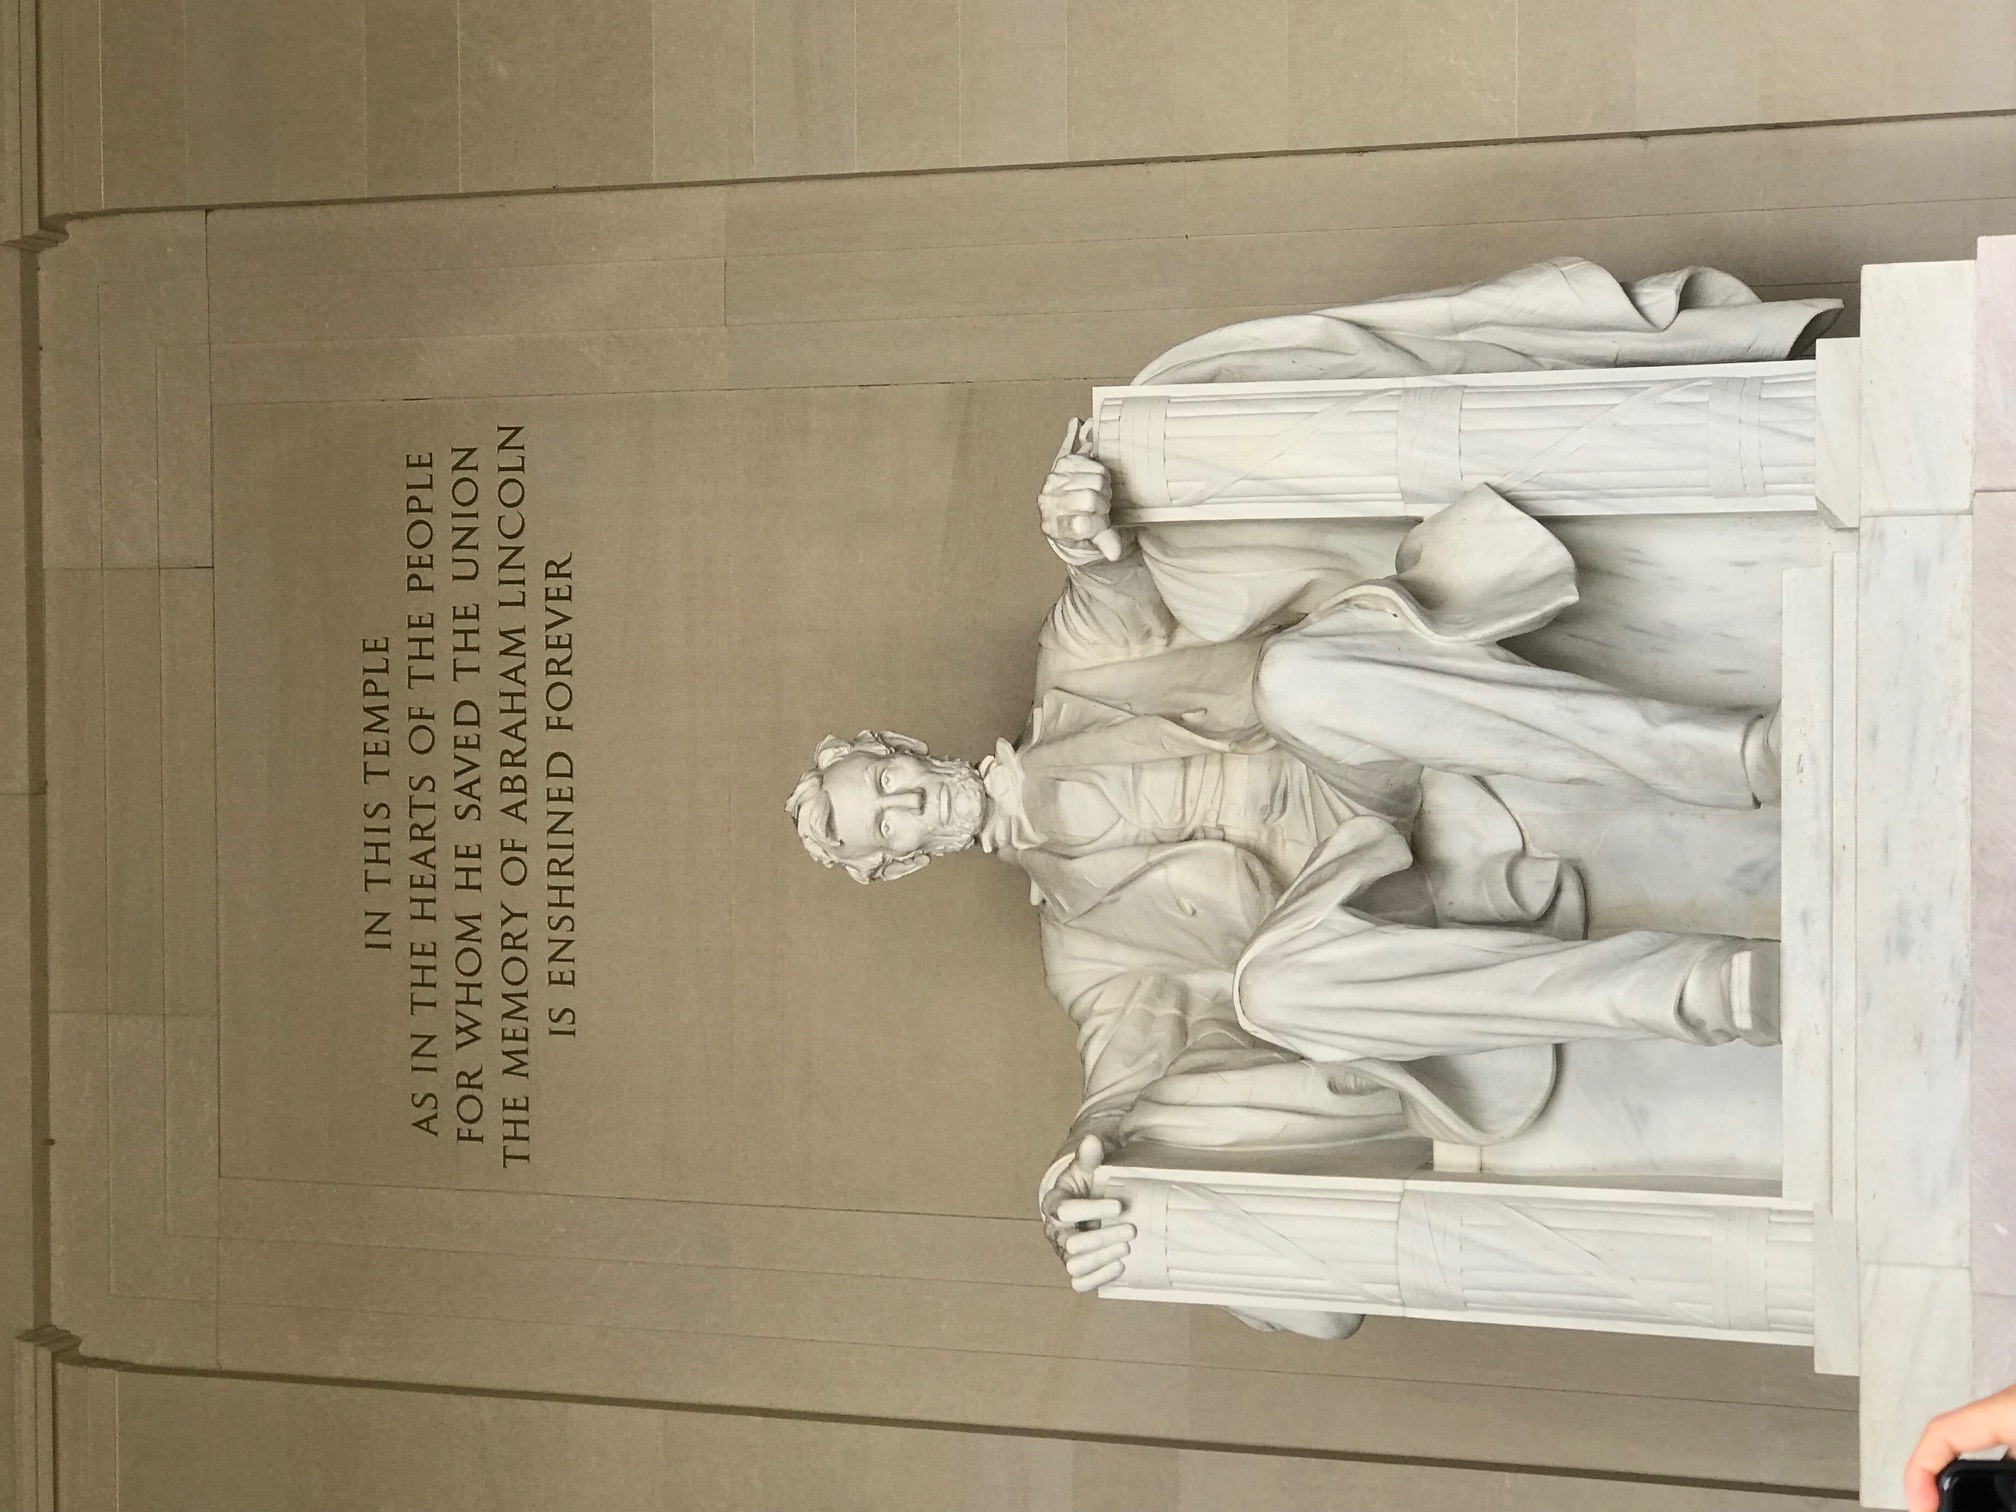 IN THIS TEMPLE
AS IN THE HEARTS OF THE PEOPLE
FOR WHOM HE SAVED THE UNION
THE MEMORY OF ABRAHAM LINCOLN
IS ENSHRINED FOREVER